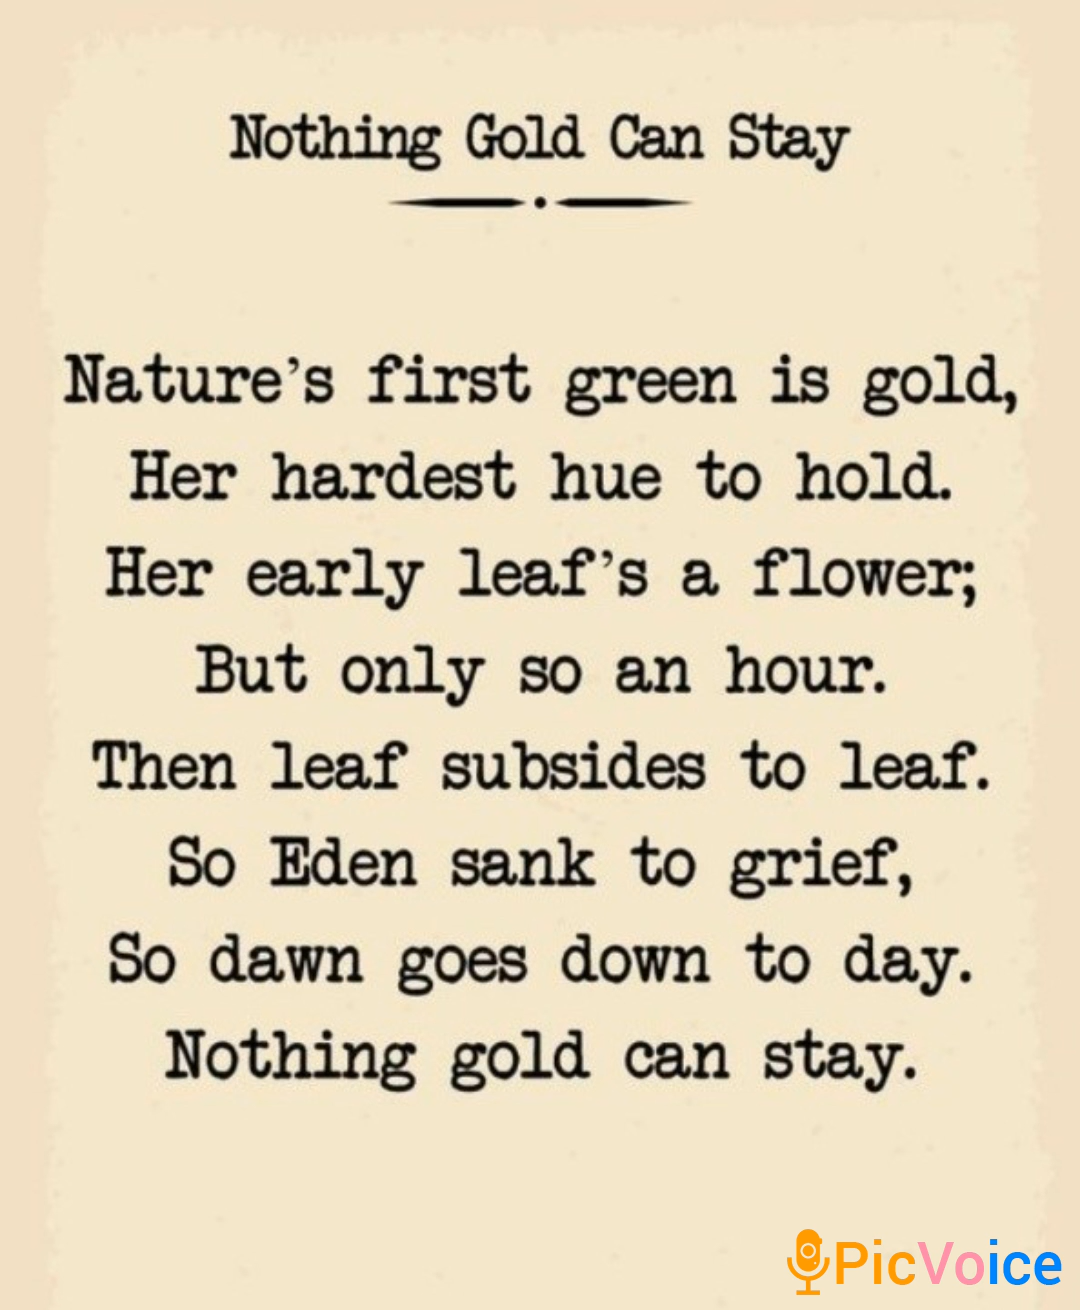 Nothing Gold Can Stay
Nature’s first green is gold,
Her hardest hue to hold.
Her early leaf’s a flower;
But only so an hour.
Then leaf subsides to leaf.
So Eden sank to grief,
So dawn goes down to day.
Nothing gold can stay.
PicVoice